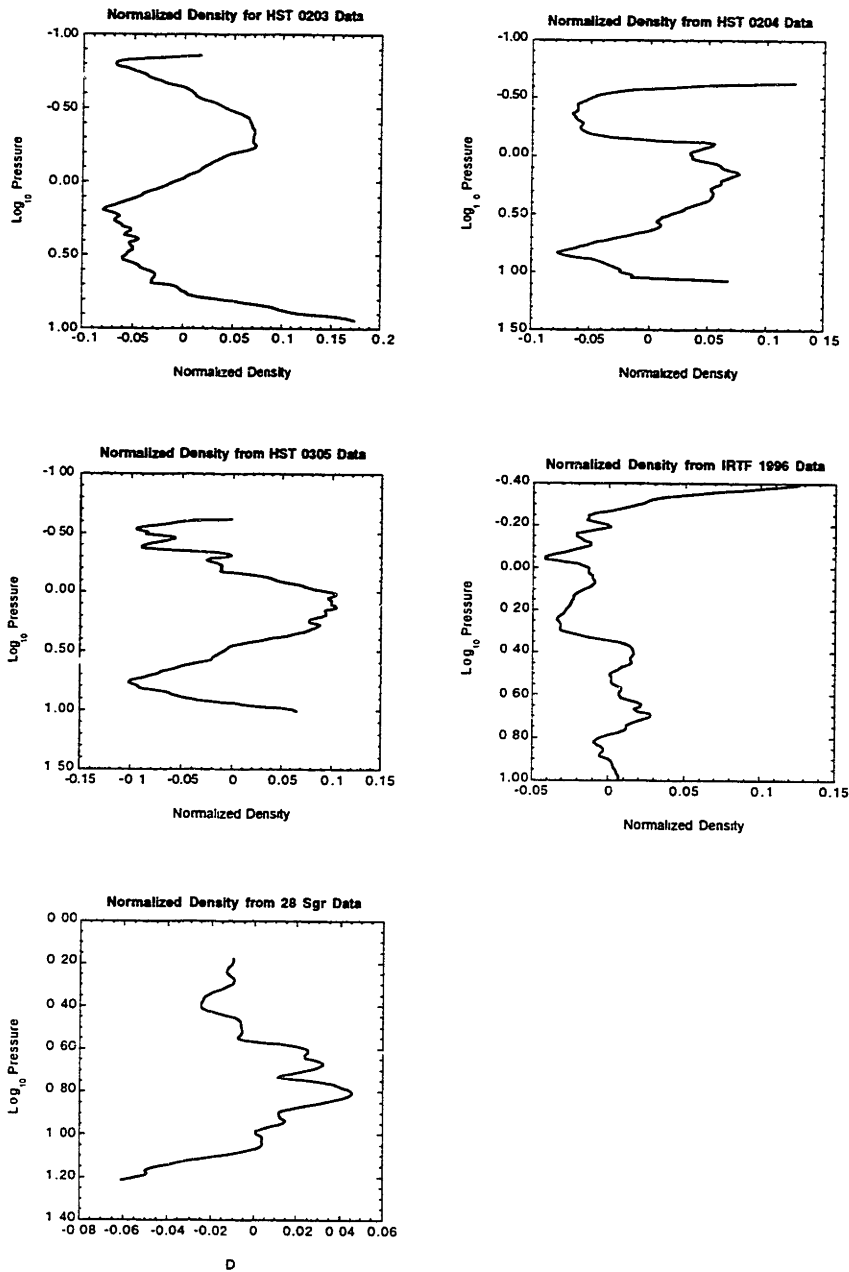 Normalized Density for HST 0203 Data
-1.00
-0.50
0.00
0.50
1.00
Log10 Pressure
-0.1 -0.05 0 0.05 0.1 0.15 0.2
Normalized Density
Normalized Density from HST 0204 Data
-1.00
-0.50
0.00
0.50
1 00
1 50
Log1 0 Pressure
-0.1 -0.05 0 0.05 0.1 0.15
Normalized Density
Normalized Density from HST 0305 Data
-1 00
-0.50
0.00
0.50
1.00
1 50
Log10 Pressure
-0.15 -0 1 -0.05 0 0.05 0.1 0.15
Normalized Density
Normalized Density from IRTF 1996 Data
-0.40
-0.20
0.00
0 20
0 40
0 60
0 80
1.00
Log10 Pressure
-0.05 0 0.05 0.1 0.15
Normalized Density
Normalized Density from 28 Sgr Data
0 00
0 20
0 40
0 60
0 80
1 00
1.20
1 40
Log10 Pressure
-0 08 -0.06 -0.04 -0.02 0 0.02 0 04 0.06
D